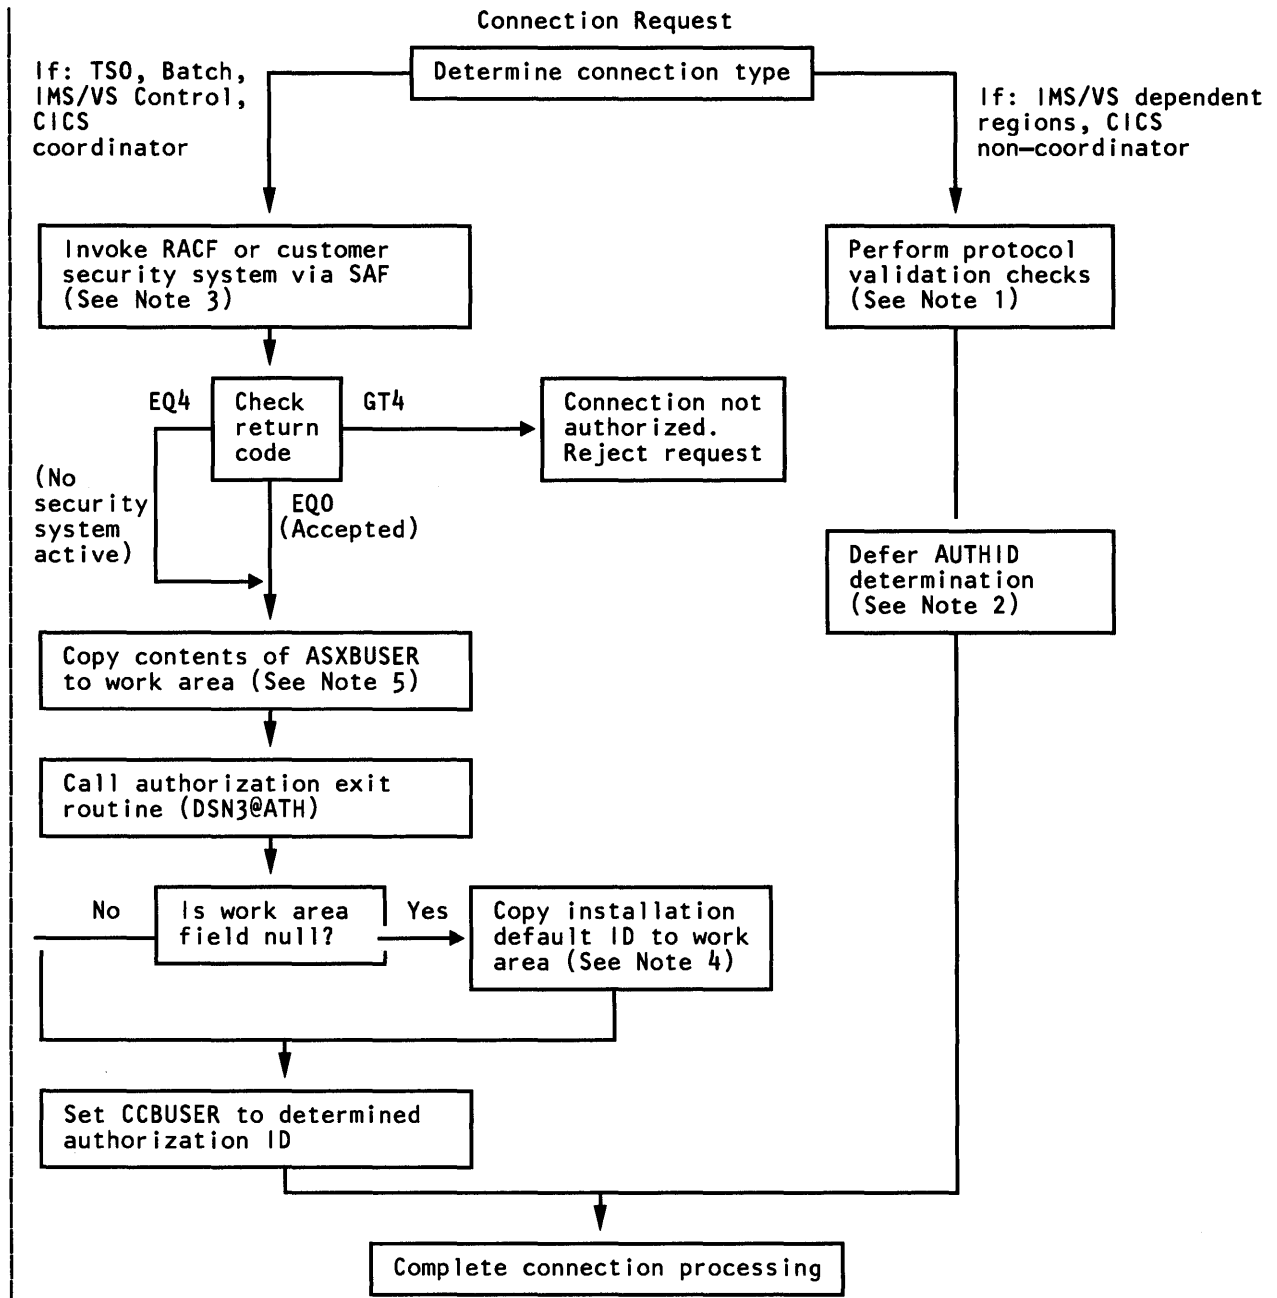 Connection Request
Determine connection type
If: TSO, Batch,
IMS/VS Control,
CICS
coordinator
If: IMS/VS dependent
regions, CICS
non-coordinator
Invoke RACF or customer
security system via SAF
(See Note 3)
Perform protocol
validation checks
(See Note 1)
EQ4
Check
return
code
GT4
Connection not
authorized.
Reject request
(No
security
system
active)
EQ0
(Accepted)
Defer AUTHID
determination
(See Note 2)
Copy contents of ASXBUSER
to work area (See Note 5)
Call authorization exit
routine (DSN3@ATH)
No
Is work area
field null?
Yes
Copy installation
default ID to work
area (See Note 4)
Set CCBUSER to determined
authorization ID
Complete connection processing